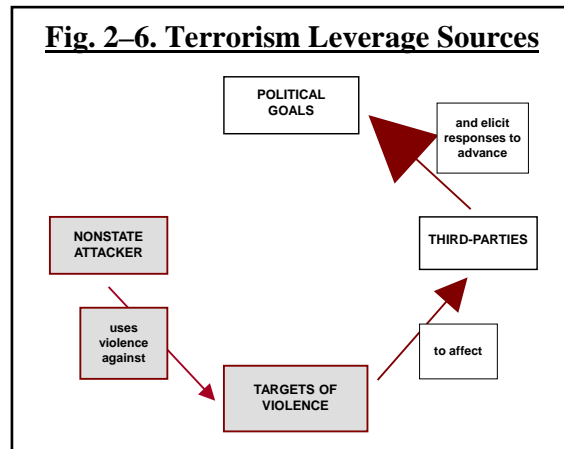 Fig. 2–6. Terrorism Leverage Sources
POLITICAL
GOALS
and elicit
responses to
advance
NONSTATE
ATTACKER
THIRD-PARTIES
uses
violence
against
to affect
TARGETS OF
VIOLENCE